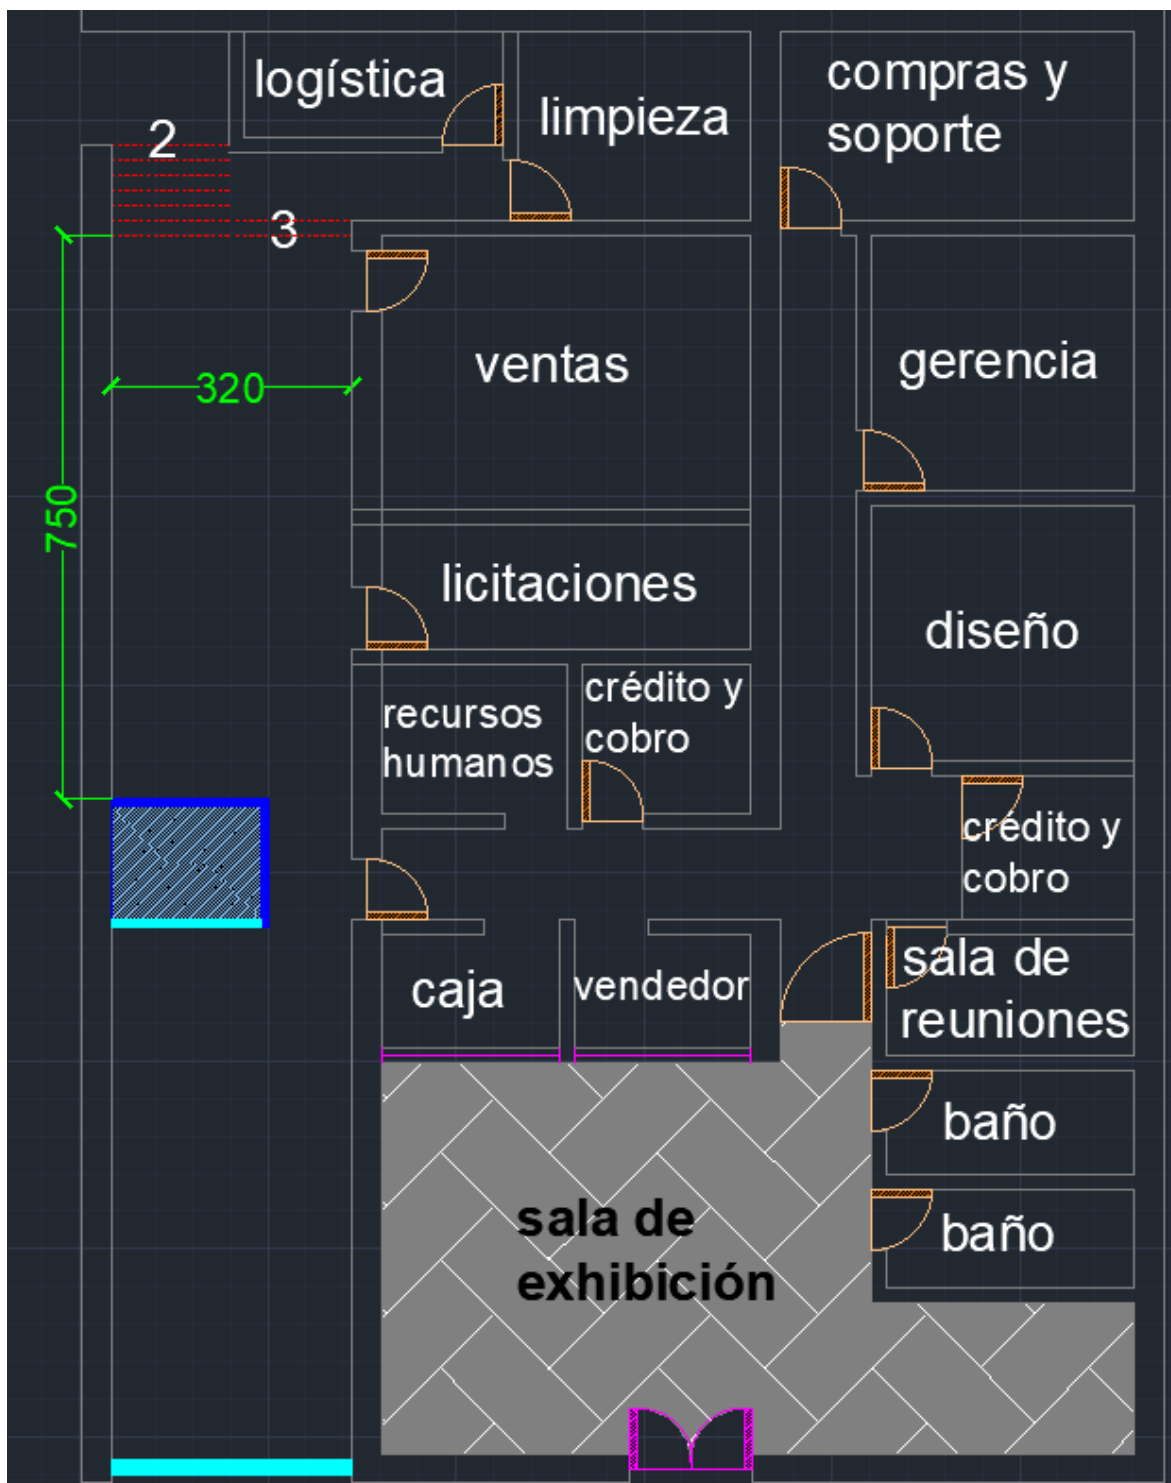 logística
limpieza
compras y
soporte
2
3
ventas
gerencia
320
750
licitaciones
diseño
recursos
humanos
crédito y
cobro
crédito y
cobro
caja
vendedor
sala de
reuniones
baño
sala de
exhibición
baño